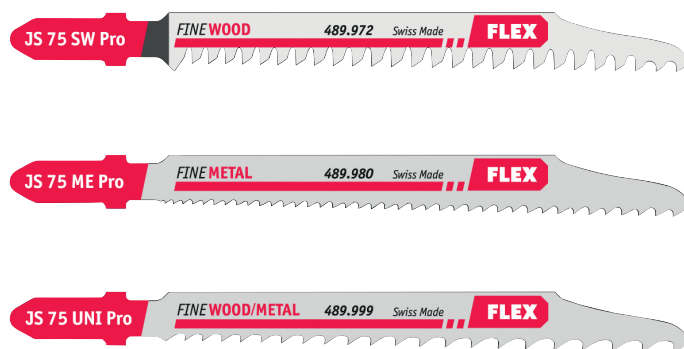 JS 75 SW Pro FINEWOOD 489.972 Swiss Made FLEX
JS 75 ME Pro FINEMETAL 489.980 Swiss Made FLEX
JS 75 UNI Pro FINEWOOD/METAL 489.999 Swiss Made FLEX